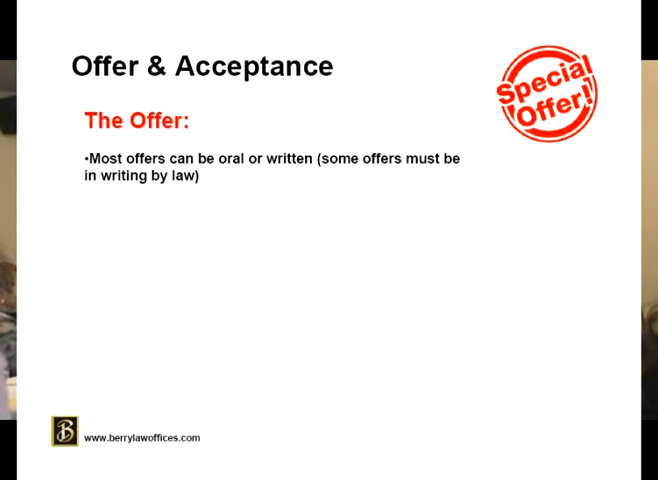 Offer & Acceptance
Special
Offer!
The Offer:
•Most offers can be oral or written (some offers must be
in writing by law)
B
www.berrylawoffices.com